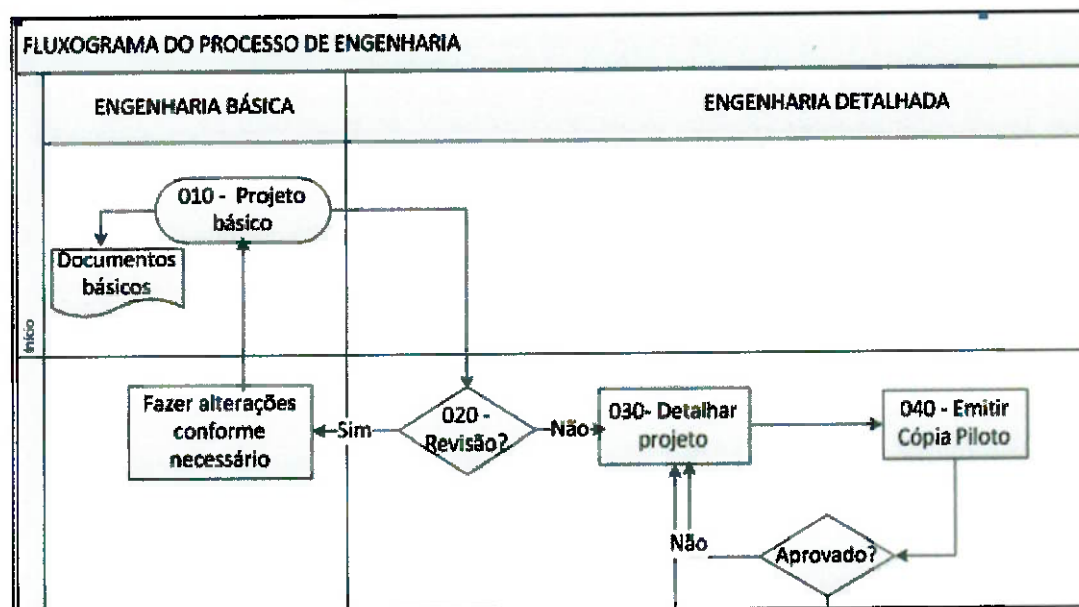 FLUXOGRAMA DO PROCESSO DE ENGENHARIA
ENGENHARIA BÁSICA
ENGENHARIA DETALHADA
010 - Projeto
básico
Documentos
básicos
Início
Fazer alterações
conforme
necessário
Sim
020 -
Revisão?
Não
030- Detalhar
projeto
040 - Emitir
Cópia Piloto
Não
Aprovado?